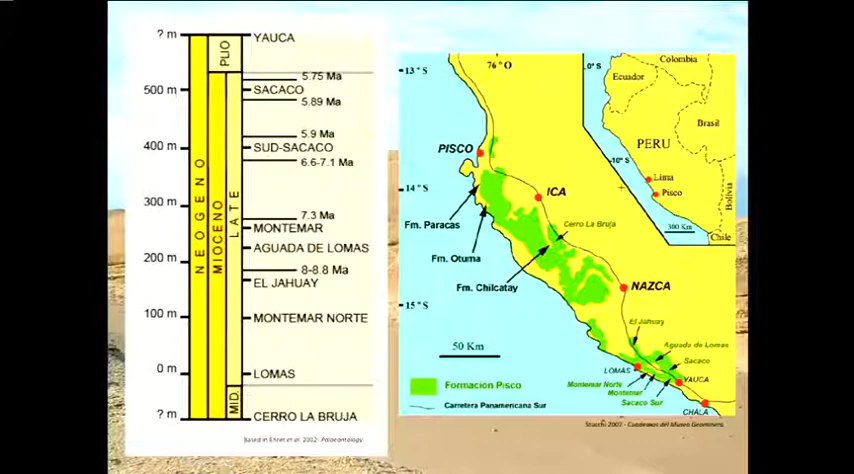 ? m
PLIO
YAUCA
5.75 Ma
500 m
SACACO
5.89 Ma
5.9 Ma
400 m
SUD-SACACO
6.6-7.1 Ma
300 m
7.3 Ma
MONTEMAR
AGUADA DE LOMAS
200 m
8-8.8 Ma
EL JAHUAY
100 m
MONTEMAR NORTE
0 m
LOMAS
? m
CERRO LA BRUJA
NEOGENO
MIOCENO
LATE
MID.
Based in Ehret et al. 2012- Palaeontology
76° O
13° S
14° S
15° S
PISCO
ICA
Cerro La Bruja
Fm. Paracas
Fm. Otuma
Fm. Chilcatay
NAZCA
El Jahuay
Aguada de Lomas
Sacaco
LOMAS
YAUCA
Montemar Norte
Montemar
Sacaco Sur
CHALA
50 Km
Formación Pisco
Carretera Panamericana Sur
0° S
Colombia
Ecuador
Brasil
PERU
10° S
Lima
Pisco
Bolivia
300 Km
Chile
Stucchi 2007 - Cuadernos del Museo Geominero.